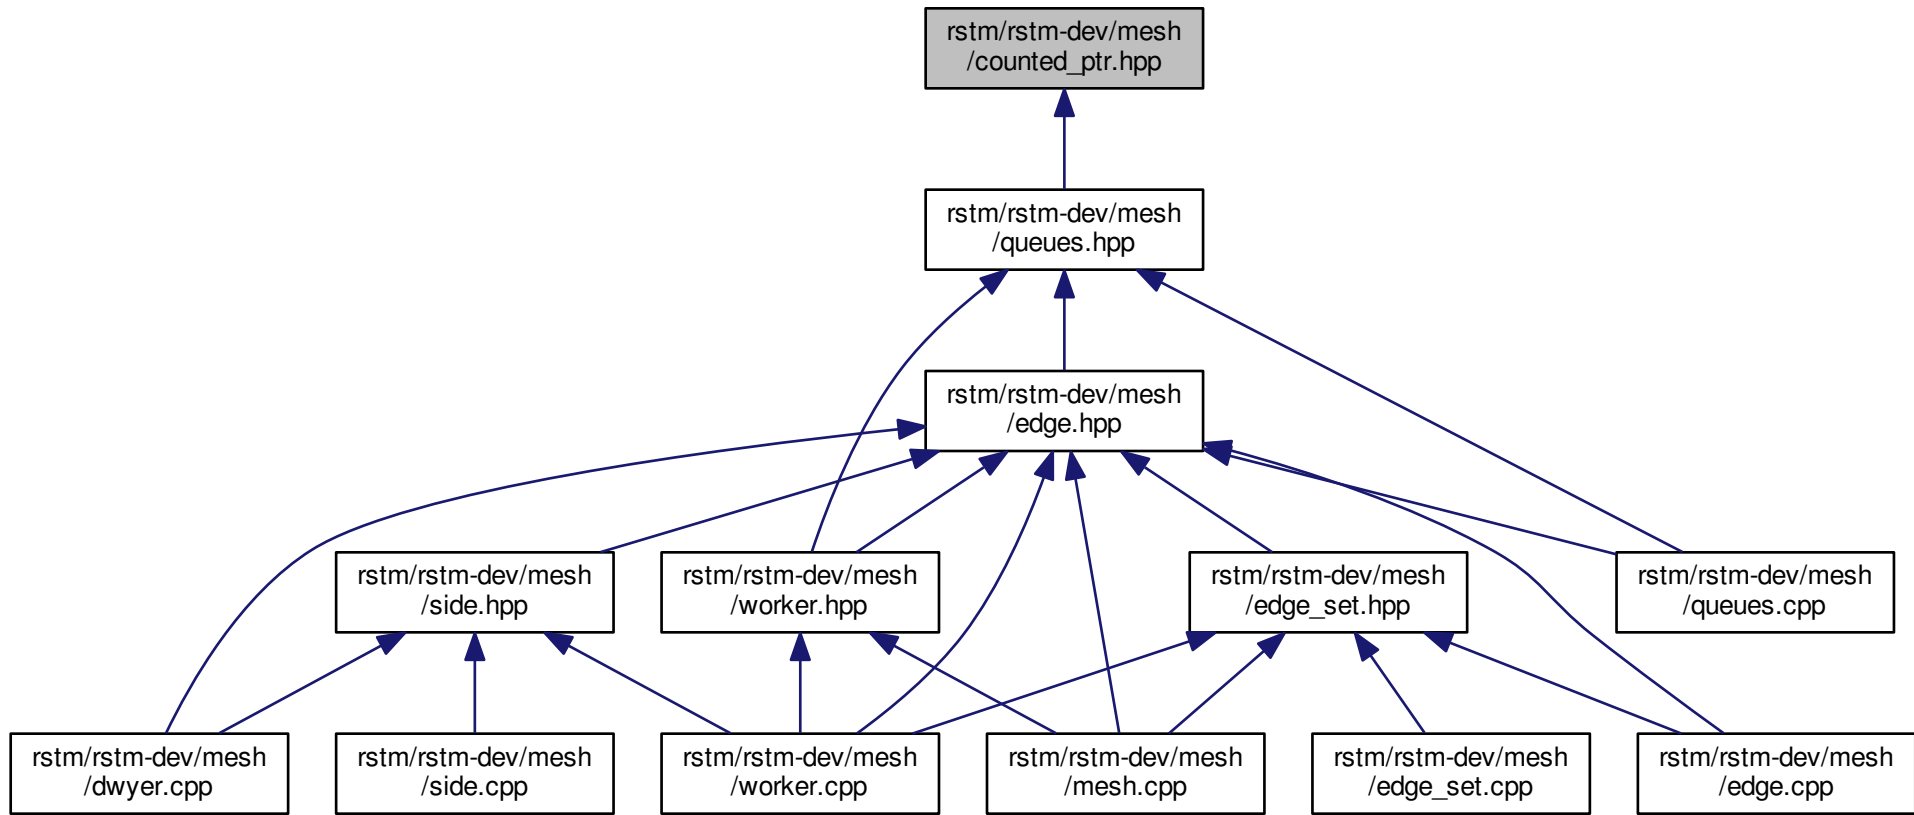 rstm/rstm-dev/mesh
/counted_ptr.hpp
rstm/rstm-dev/mesh
/queues.hpp
rstm/rstm-dev/mesh
/edge.hpp
rstm/rstm-dev/mesh
/side.hpp
rstm/rstm-dev/mesh
/worker.hpp
rstm/rstm-dev/mesh
/edge_set.hpp
rstm/rstm-dev/mesh
/queues.cpp
rstm/rstm-dev/mesh
/dwyer.cpp
rstm/rstm-dev/mesh
/side.cpp
rstm/rstm-dev/mesh
/worker.cpp
rstm/rstm-dev/mesh
/mesh.cpp
rstm/rstm-dev/mesh
/edge_set.cpp
rstm/rstm-dev/mesh
/edge.cpp